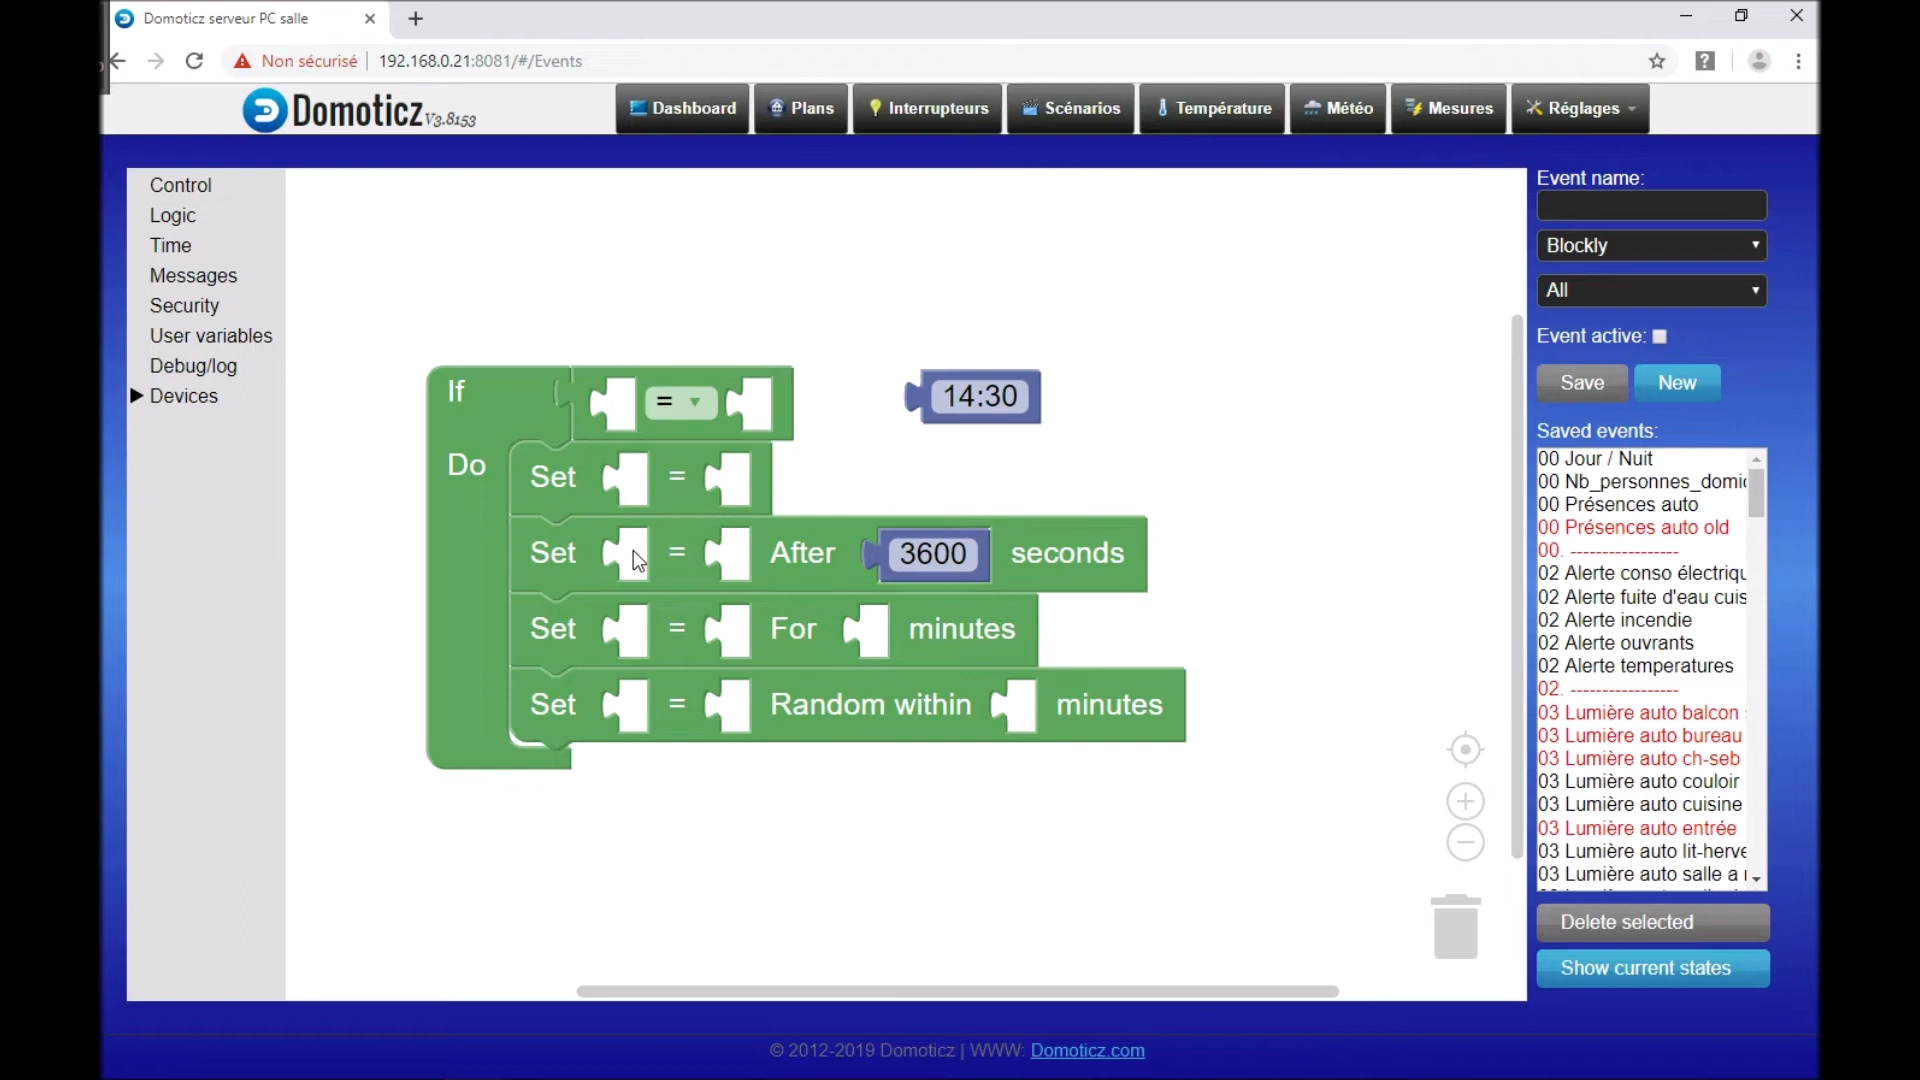 Domoticz serveur PC salle
Non sécurisé 192.168.0.21:8081/#/Events
Domoticz V3.8153
Dashboard
Plans
Interrupteurs
Scénarios
Température
Météo
Mesures
Réglages
Control
Logic
Time
Messages
Security
User variables
Debug/log
Devices
If =
14:30
Do Set =
Set = After 3600 seconds
Set = For minutes
Set = Random within minutes
Event name:
Blockly
All
Event active:
Save New
Saved events:
00 Jour / Nuit
00 Nb_personnes_domi
00 Présences auto
00 Présences auto old
00. -----------------
02 Alerte conso électriqu
02 Alerte fuite d'eau cuis
02 Alerte incendie
02 Alerte ouvrants
02 Alerte temperatures
02. -----------------
03 Lumière auto balcon
03 Lumière auto bureau
03 Lumière auto ch-seb
03 Lumière auto couloir
03 Lumière auto cuisine
03 Lumière auto entrée
03 Lumière auto lit-herve
03 Lumière auto salle a
Delete selected
Show current states
© 2012-2019 Domoticz | WWW: Domoticz.com